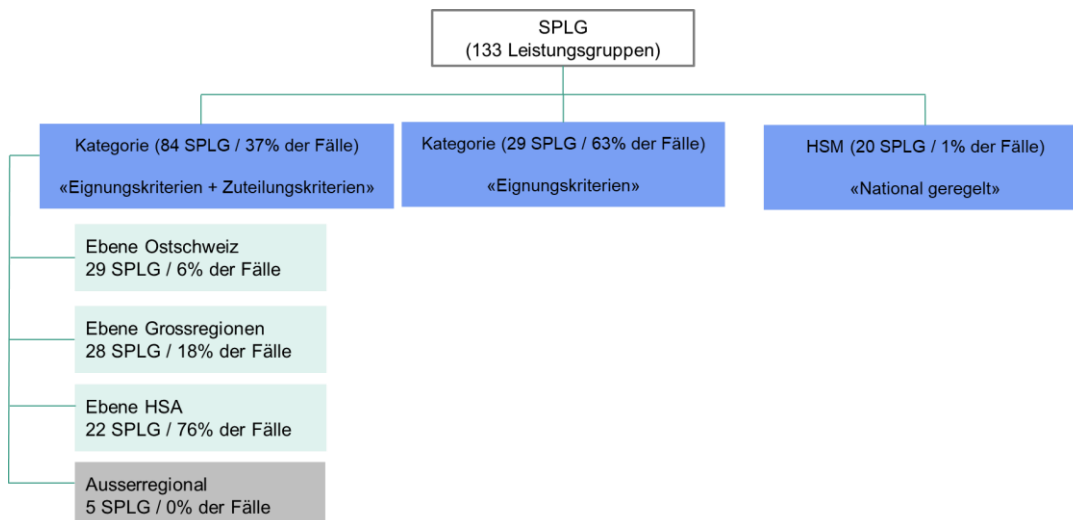 SPLG
(133 Leistungsgruppen)
Kategorie (84 SPLG / 37% der Fälle)
«Eignungskriterien + Zuteilungskriterien»
Kategorie (29 SPLG / 63% der Fälle)
«Eignungskriterien»
HSM (20 SPLG / 1% der Fälle)
«National geregelt»
Ebene Ostschweiz
29 SPLG / 6% der Fälle
Ebene Grossregionen
28 SPLG / 18% der Fälle
Ebene HSA
22 SPLG / 76% der Fälle
Ausserregional
5 SPLG / 0% der Fälle